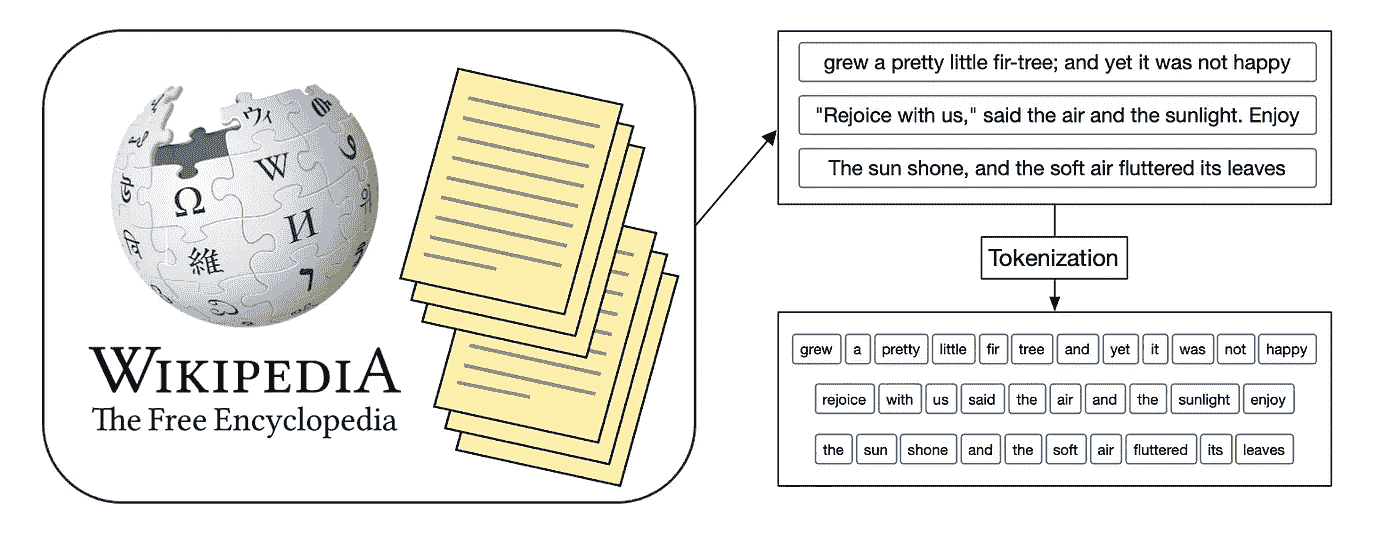 Ω
W
И
維
WIKIPEDIA
The Free Encyclopedia
grew a pretty little fir-tree; and yet it was not happy
"Rejoice with us," said the air and the sunlight. Enjoy
The sun shone, and the soft air fluttered its leaves
Tokenization
grew a pretty little fir tree and yet it was not happy
rejoice with us said the air and the sunlight enjoy
the sun shone and the soft air fluttered its leaves